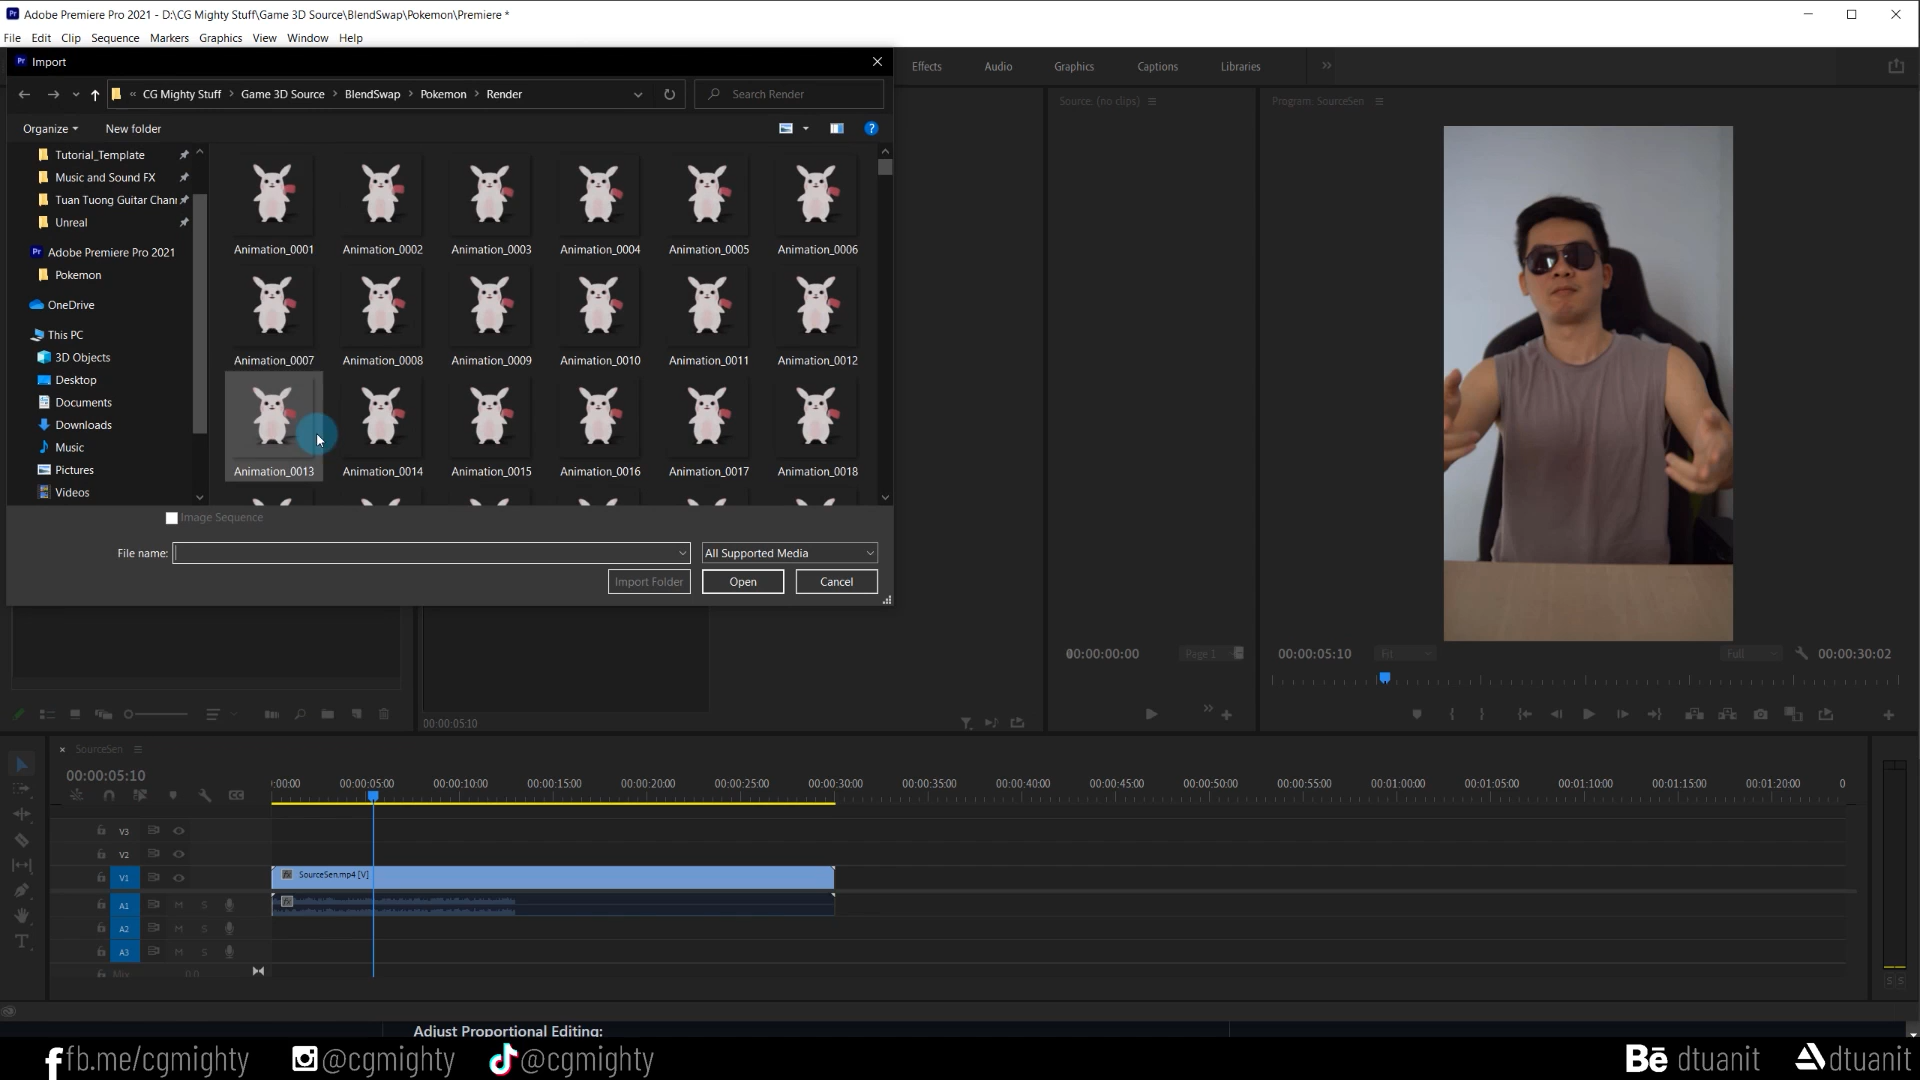 Adobe Premiere Pro 2021 - D:\CG Mighty Stuff\Game 3D Source\BlendSwap\Pokemon\Premiere *
File Edit Clip Sequence Markers Graphics View Window Help
Import
Effects Audio Graphics Captions Libraries
« CG Mighty Stuff > Game 3D Source > BlendSwap > Pokemon > Render
Search Render
Source: (no clips)
Program: SourceSen
Organize New folder
Tutorial_Template
Music and Sound FX
Tuan Tuong Guitar Chan
Unreal
Adobe Premiere Pro 2021
Pokemon
OneDrive
This PC
3D Objects
Desktop
Documents
Downloads
Music
Pictures
Videos
Animation_0001 Animation_0002 Animation_0003 Animation_0004 Animation_0005 Animation_0006
Animation_0007 Animation_0008 Animation_0009 Animation_0010 Animation_0011 Animation_0012
Animation_0013 Animation_0014 Animation_0015 Animation_0016 Animation_0017 Animation_0018
Image Sequence
File name: All Supported Media
Import Folder Open Cancel
00:00:00:00 Page 1
00:00:05:10 Fit Full 00:00:30:02
00:00:05:10
SourceSen
00:00:05:10
:00:00 00:00:05:00 00:00:10:00 00:00:15:00 00:00:20:00 00:00:25:00 00:00:30:00 00:00:35:00 00:00:40:00 00:00:45:00 00:00:50:00 00:00:55:00 00:01:00:00 00:01:05:00 00:01:10:00 00:01:15:00 00:01:20:00 0
V3
V2
V1 SourceSen.mp4 [V]
A1 M S
A2 M S
A3 M S
Mix 0.0
S S
Adjust Proportional Editing:
fb.me/cgmighty @cgmighty @cgmighty Bē dtuanit dtuanit